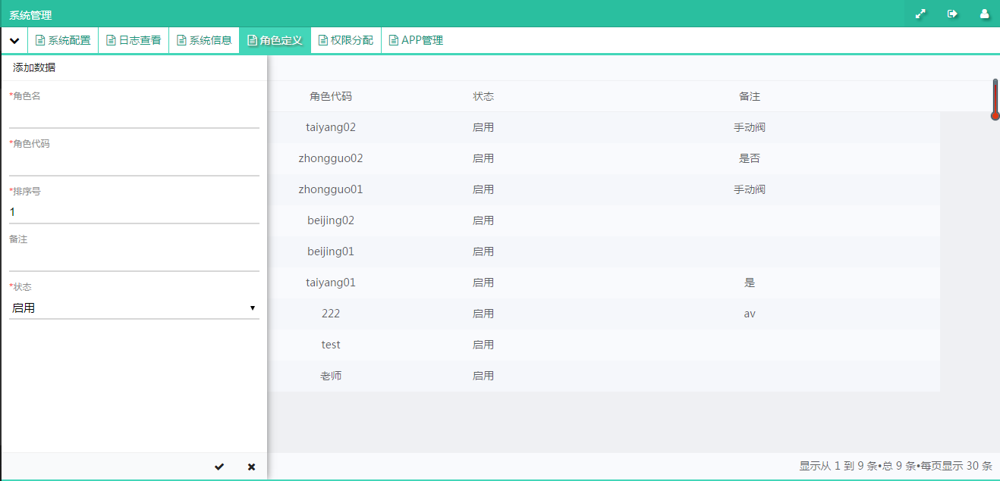 系统管理
系统配置 日志查看 系统信息 角色定义 权限分配 APP管理
添加数据
*角色名
*角色代码
*排序号
1
备注
*状态
启用
角色代码 状态 备注
taiyang02 启用 手动阀
zhongguo02 启用 是否
zhongguo01 启用 手动阀
beijing02 启用
beijing01 启用
taiyang01 启用 是
222 启用 av
test 启用
老师 启用
显示从 1 到 9 条•总 9 条•每页显示 30 条